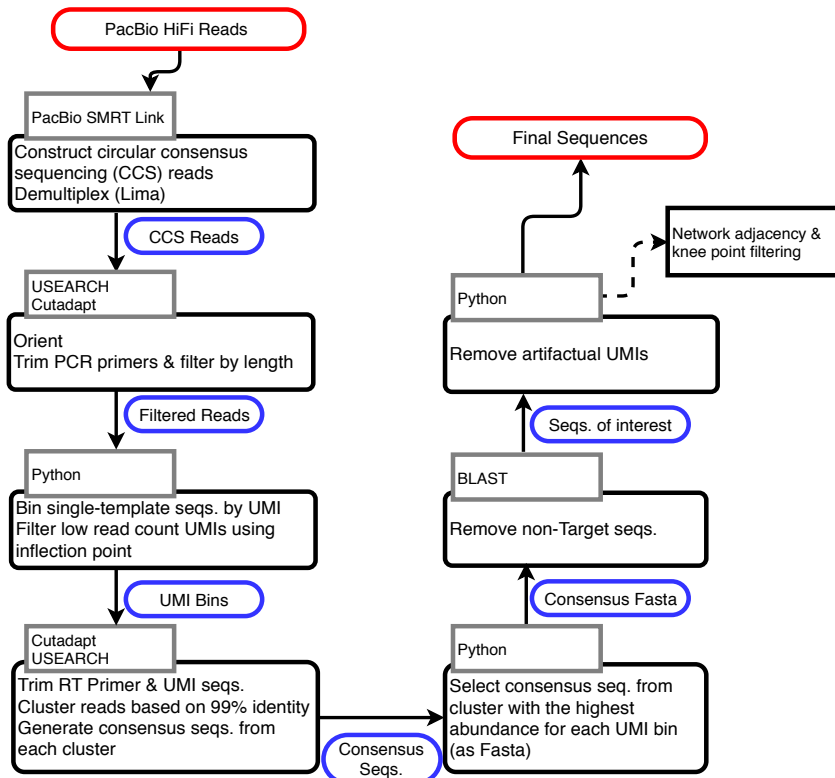 PacBio HiFi Reads
PacBio SMRT Link
Construct circular consensus
sequencing (CCS) reads
Demultiplex (Lima)
CCS Reads
USEARCH
Cutadapt
Orient
Trim PCR primers & filter by length
Filtered Reads
Python
Bin single-template seqs. by UMI
Filter low read count UMIs using
inflection point
UMI Bins
Cutadapt
USEARCH
Trim RT Primer & UMI seqs.
Cluster reads based on 99% identity
Generate consensus seqs. from
each cluster
Consensus
Seqs.
Python
Select consensus seq. from
cluster with the highest
abundance for each UMI bin
(as Fasta)
Consensus Fasta
BLAST
Remove non-Target seqs.
Seqs. of interest
Python
Remove artifactual UMIs
Network adjacency &
knee point filtering
Final Sequences